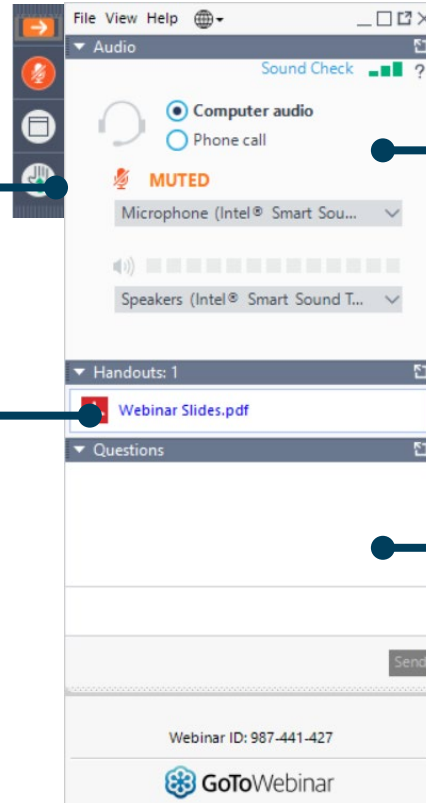 File View Help
Audio
Sound Check ?
Computer audio
Phone call
MUTED
Microphone (Intel® Smart Sou...
Speakers (Intel® Smart Sound T...
Handouts: 1
Webinar Slides.pdf
Questions
Send
Webinar ID: 987-441-427
GoToWebinar